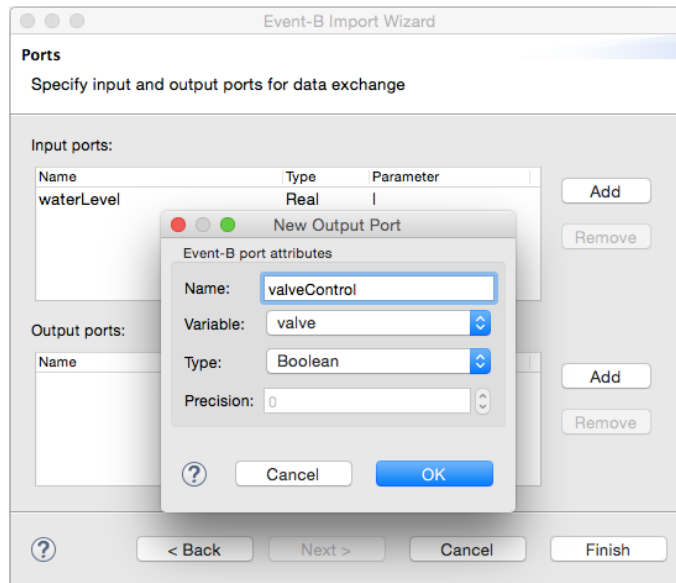 Event-B Import Wizard
Ports
Specify input and output ports for data exchange
Input ports:
Name Type Parameter
waterLevel Real l
Add
Remove
New Output Port
Event-B port attributes
Name: valveControl
Variable: valve
Type: Boolean
Precision: 0
? Cancel OK
Output ports:
Name
Add
Remove
? < Back Next > Cancel Finish